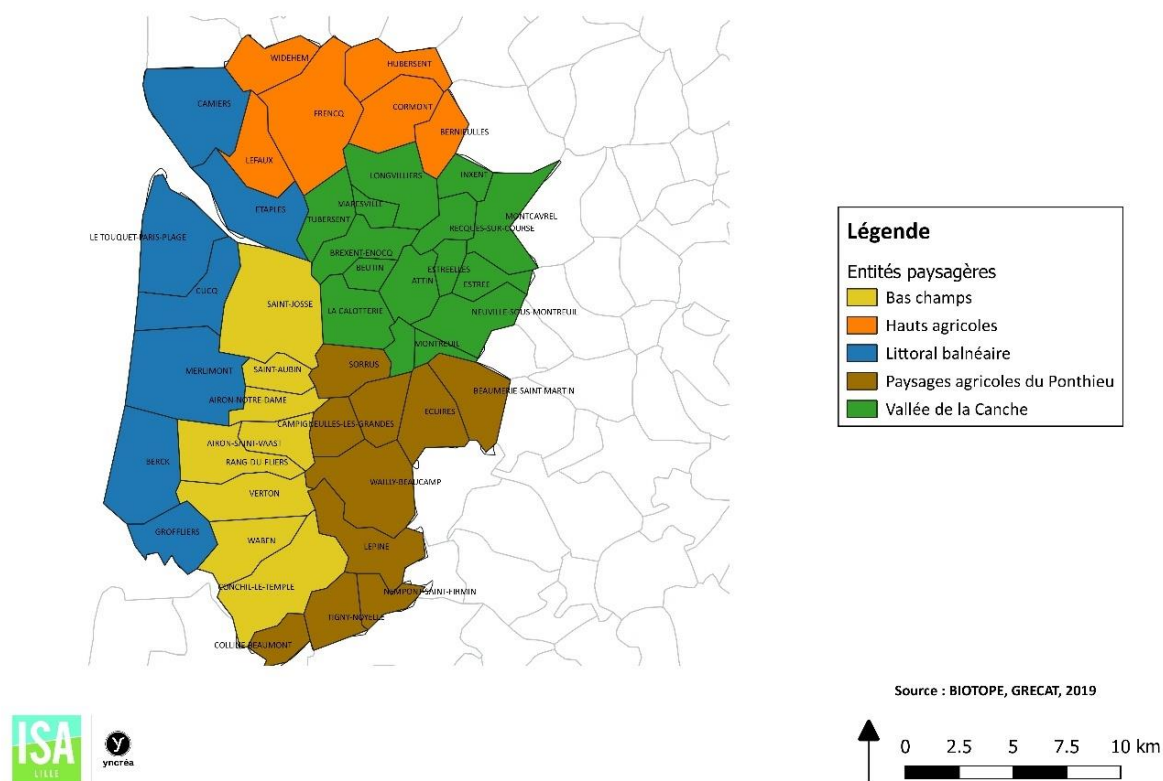 WIDEHEM
HUBERSENT
CAMIERS
CORMONT
FRENCQ
BERNIEULLES
LEFAUX
LONGVILLIERS
INXENT
MARESVILLE
ETAPLES
MONTCAVREL
TUBERSENT
RECQUES-SUR-COURSE
LE TOUQUET-PARIS-PLAGE
BREXENT-ENOCQ
BEUTIN
ESTREELLES
ATTIN
ESTREE
CUCQ
SAINT-JOSSE
LA CALOTTERIE
NEUVILLE-SOUS-MONTREUIL
MONTREUIL
SORRUS
MERLIMONT
SAINT-AUBIN
BEAUMERIE-SAINT-MARTIN
AIRON-NOTRE-DAME
ECUIRES
CAMPIGNEULLES-LES-GRANDES
AIRON-SAINT-VAAST
BERCK
RANG-DU-FLIERS
WAILLY-BEAUCAMP
VERTON
GROFFLIERS
WABEN
LEPINE
CONCHIL-LE-TEMPLE
NEMPONT-SAINT-FIRMIN
TIGNY-NOYELLE
COLLINE-BEAUMONT
Légende
Entités paysagères
Bas champs
Hauts agricoles
Littoral balnéaire
Paysages agricoles du Ponthieu
Vallée de la Canche
Source : BIOTOPE, GRECAT, 2019
0 2.5 5 7.5 10 km
ISA
LILLE
y
yncréa